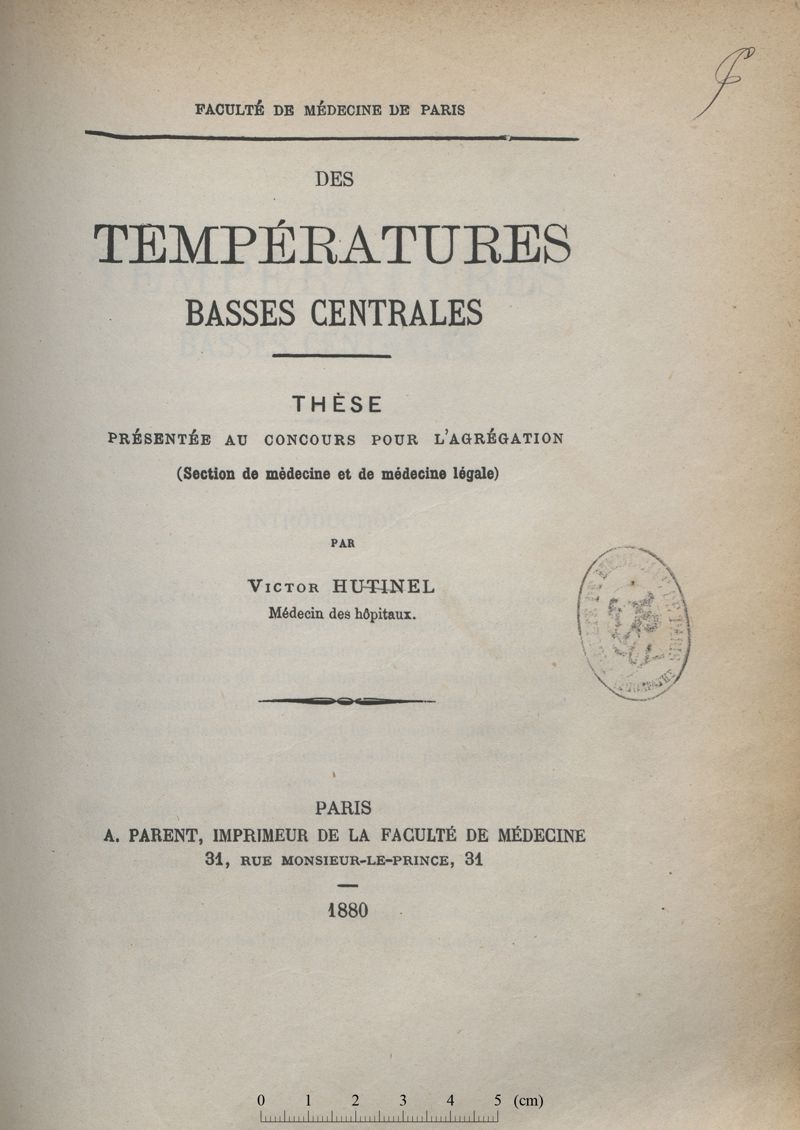 FACULTÉ DE MÉDECINE DE PARIS
DES
TEMPÉRATURES
BASSES CENTRALES
THÈSE
PRÉSENTÉE AU CONCOURS POUR L'AGRÉGATION
(Section de médecine et de médecine légale)
PAR
VICTOR HUTINEL
Médecin des hôpitaux.
PARIS
A. PARENT, IMPRIMEUR DE LA FACULTÉ DE MÉDECINE
31, RUE MONSIEUR-LE-PRINCE, 31
1880
0 1 2 3 4 5 (cm)